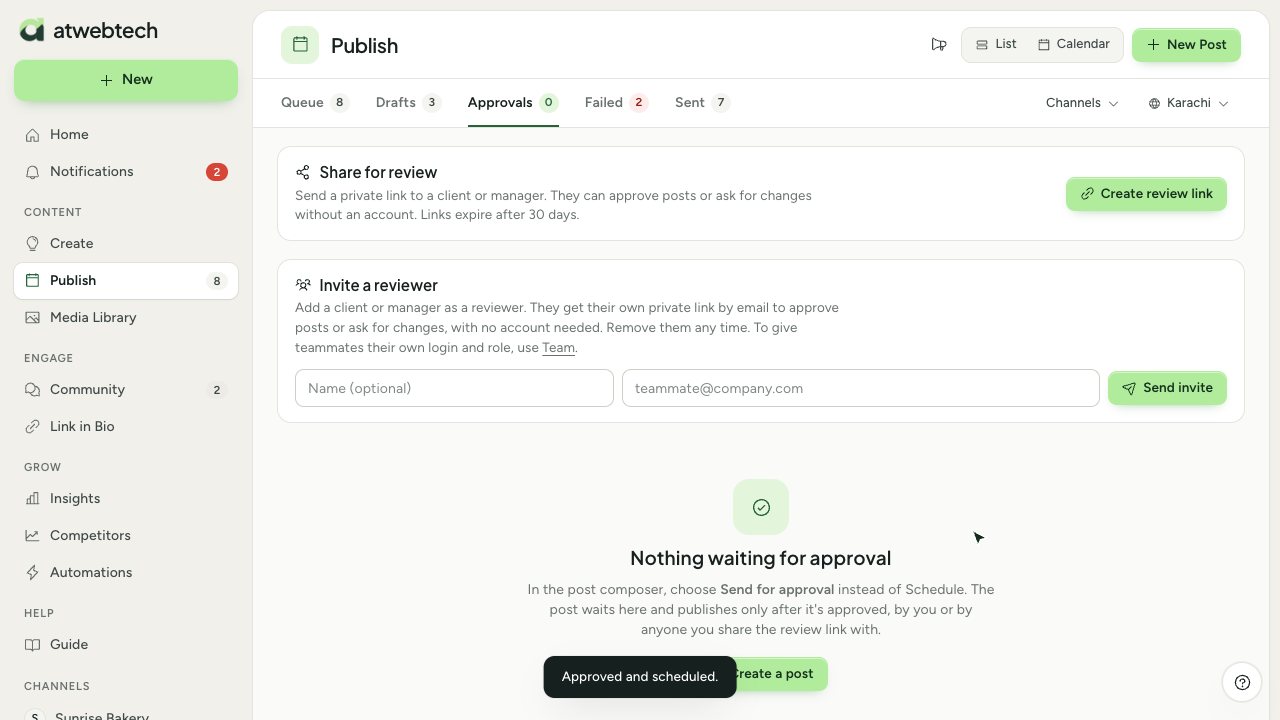 atwebtech
New
Home
Notifications 2
CONTENT
Create
Publish 8
Media Library
ENGAGE
Community 2
Link in Bio
GROW
Insights
Competitors
Automations
HELP
Guide
CHANNELS
S Sunrise Bakery
Publish
List
Calendar
New Post
Queue 8
Drafts 3
Approvals 0
Failed 2
Sent 7
Channels
Karachi
Share for review
Send a private link to a client or manager. They can approve posts or ask for changes
without an account. Links expire after 30 days.
Create review link
Invite a reviewer
Add a client or manager as a reviewer. They get their own private link by email to approve
posts or ask for changes, with no account needed. Remove them any time. To give
teammates their own login and role, use Team.
Name (optional)
teammate@company.com
Send invite
Nothing waiting for approval
In the post composer, choose Send for approval instead of Schedule. The
post waits here and publishes only after it's approved, by you or by
anyone you share the review link with.
Approved and scheduled.
Create a post